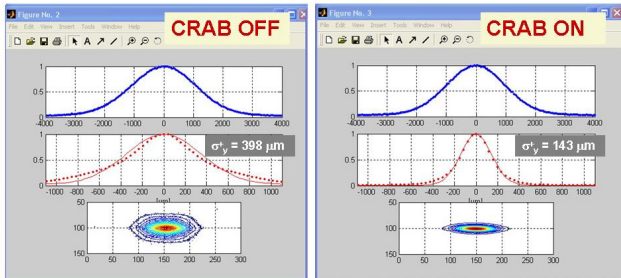 Figure No. 2
File Edit View Insert Tools Window Help
CRAB OFF
1
0.5
0
-4000 -3000 -2000 -1000 0 1000 2000 3000 4000
1
σ⁺y = 398 μm
0.5
0
-1000 -800 -600 -400 -200 0 200 400 600 800 1000
[um]
50
100
150
0 50 100 150 200 250 300
Figure No. 3
File Edit View Insert Tools Window Help
CRAB ON
1
0.5
0
-4000 -3000 -2000 -1000 0 1000 2000 3000 4000
1
σ⁺y = 143 μm
0.5
0
-1000 -800 -600 -400 -200 0 200 400 600 800 1000
[um]
50
100
150
0 50 100 150 200 250 300